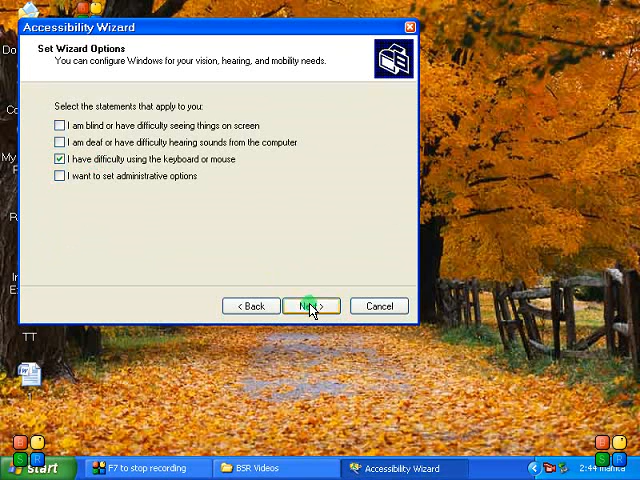 Accessibility Wizard
Set Wizard Options
You can configure Windows for your vision, hearing, and mobility needs.
Select the statements that apply to you:
I am blind or have difficulty seeing things on screen
I am deaf or have difficulty hearing sounds from the computer
I have difficulty using the keyboard or mouse
I want to set administrative options
< Back
Cancel
TT
start
F7 to stop recording
BSR Videos
Accessibility Wizard
2:44